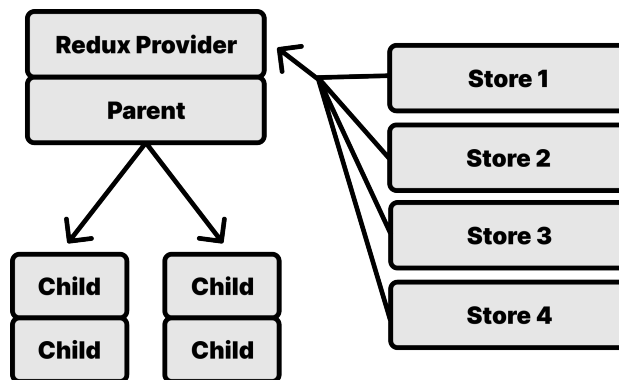 Redux Provider
Parent
Store 1
Store 2
Store 3
Store 4
Child
Child
Child
Child